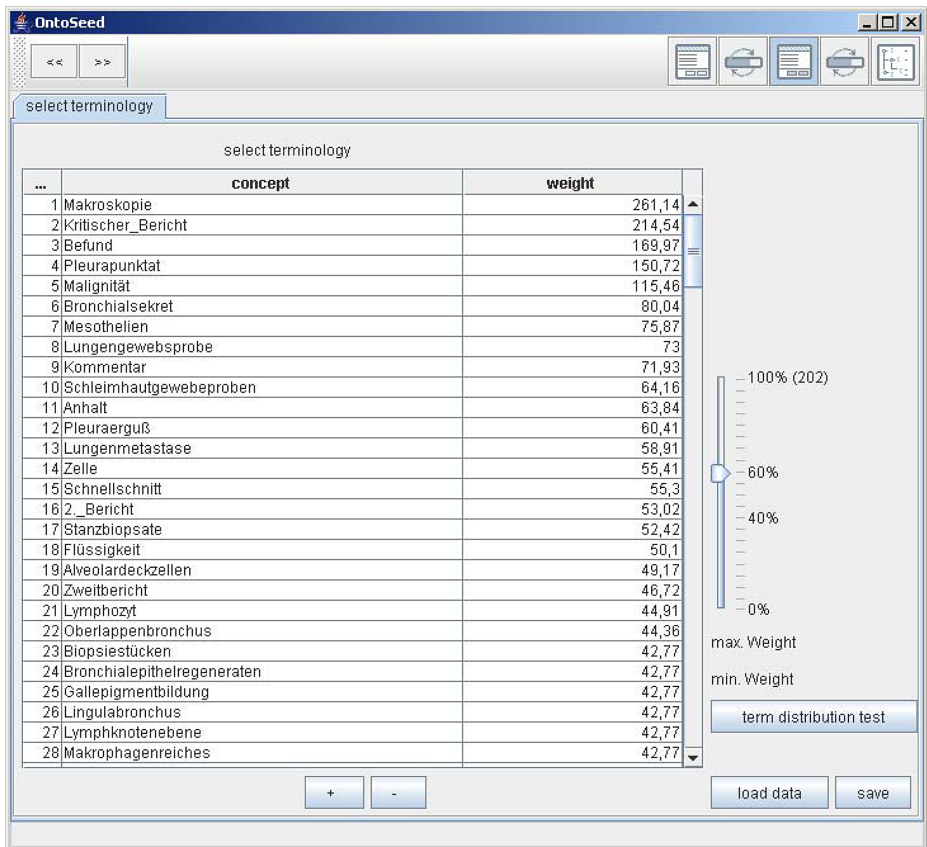 OntoSeed
<< >>
select terminology
select terminology
... concept weight
1 Makroskopie 261,14
2 Kritischer_Bericht 214,54
3 Befund 169,97
4 Pleurapunktat 150,72
5 Malignität 115,46
6 Bronchialsekret 80,04
7 Mesothelien 75,87
8 Lungengewebsprobe 73
9 Kommentar 71,93
10 Schleimhautgewebeproben 64,16
11 Anhalt 63,84
12 Pleuraerguß 60,41
13 Lungenmetastase 58,91
14 Zelle 55,41
15 Schnellschnitt 55,3
16 2._Bericht 53,02
17 Stanzbiopsate 52,42
18 Flüssigkeit 50,1
19 Alveolardeckzellen 49,17
20 Zweitbericht 46,72
21 Lymphozyt 44,91
22 Oberlappenbronchus 44,36
23 Biopsiestücken 42,77
24 Bronchialepithelregeneraten 42,77
25 Gallepigmentbildung 42,77
26 Lingulabronchus 42,77
27 Lymphknotenebene 42,77
28 Makrophagenreiches 42,77
100% (202)
60%
40%
0%
max. Weight
min. Weight
term distribution test
+ -
load data save